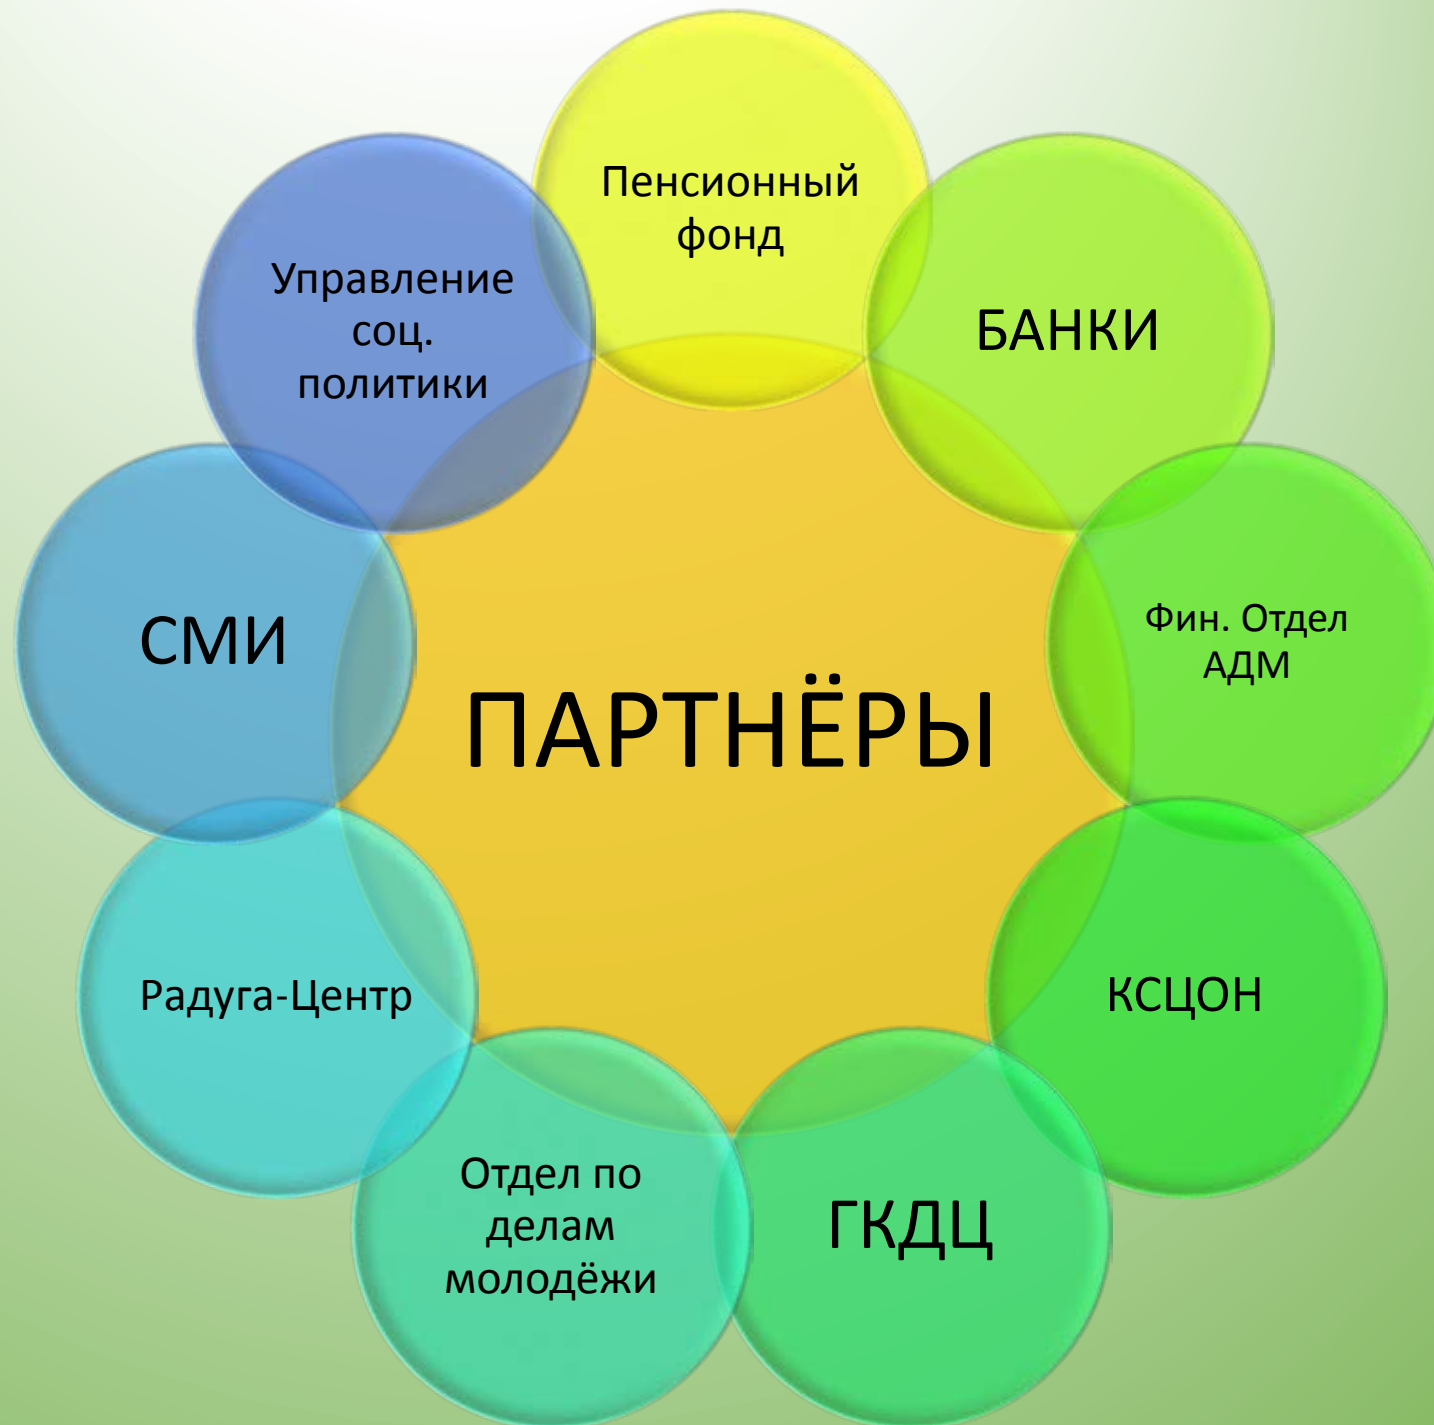 Пенсионный
фонд
БАНКИ
Фин. Отдел
АДМ
КСЦОН
ГКДЦ
Отдел по
делам
молодёжи
Радуга-Центр
СМИ
Управление
соц.
политики
ПАРТНЁРЫ